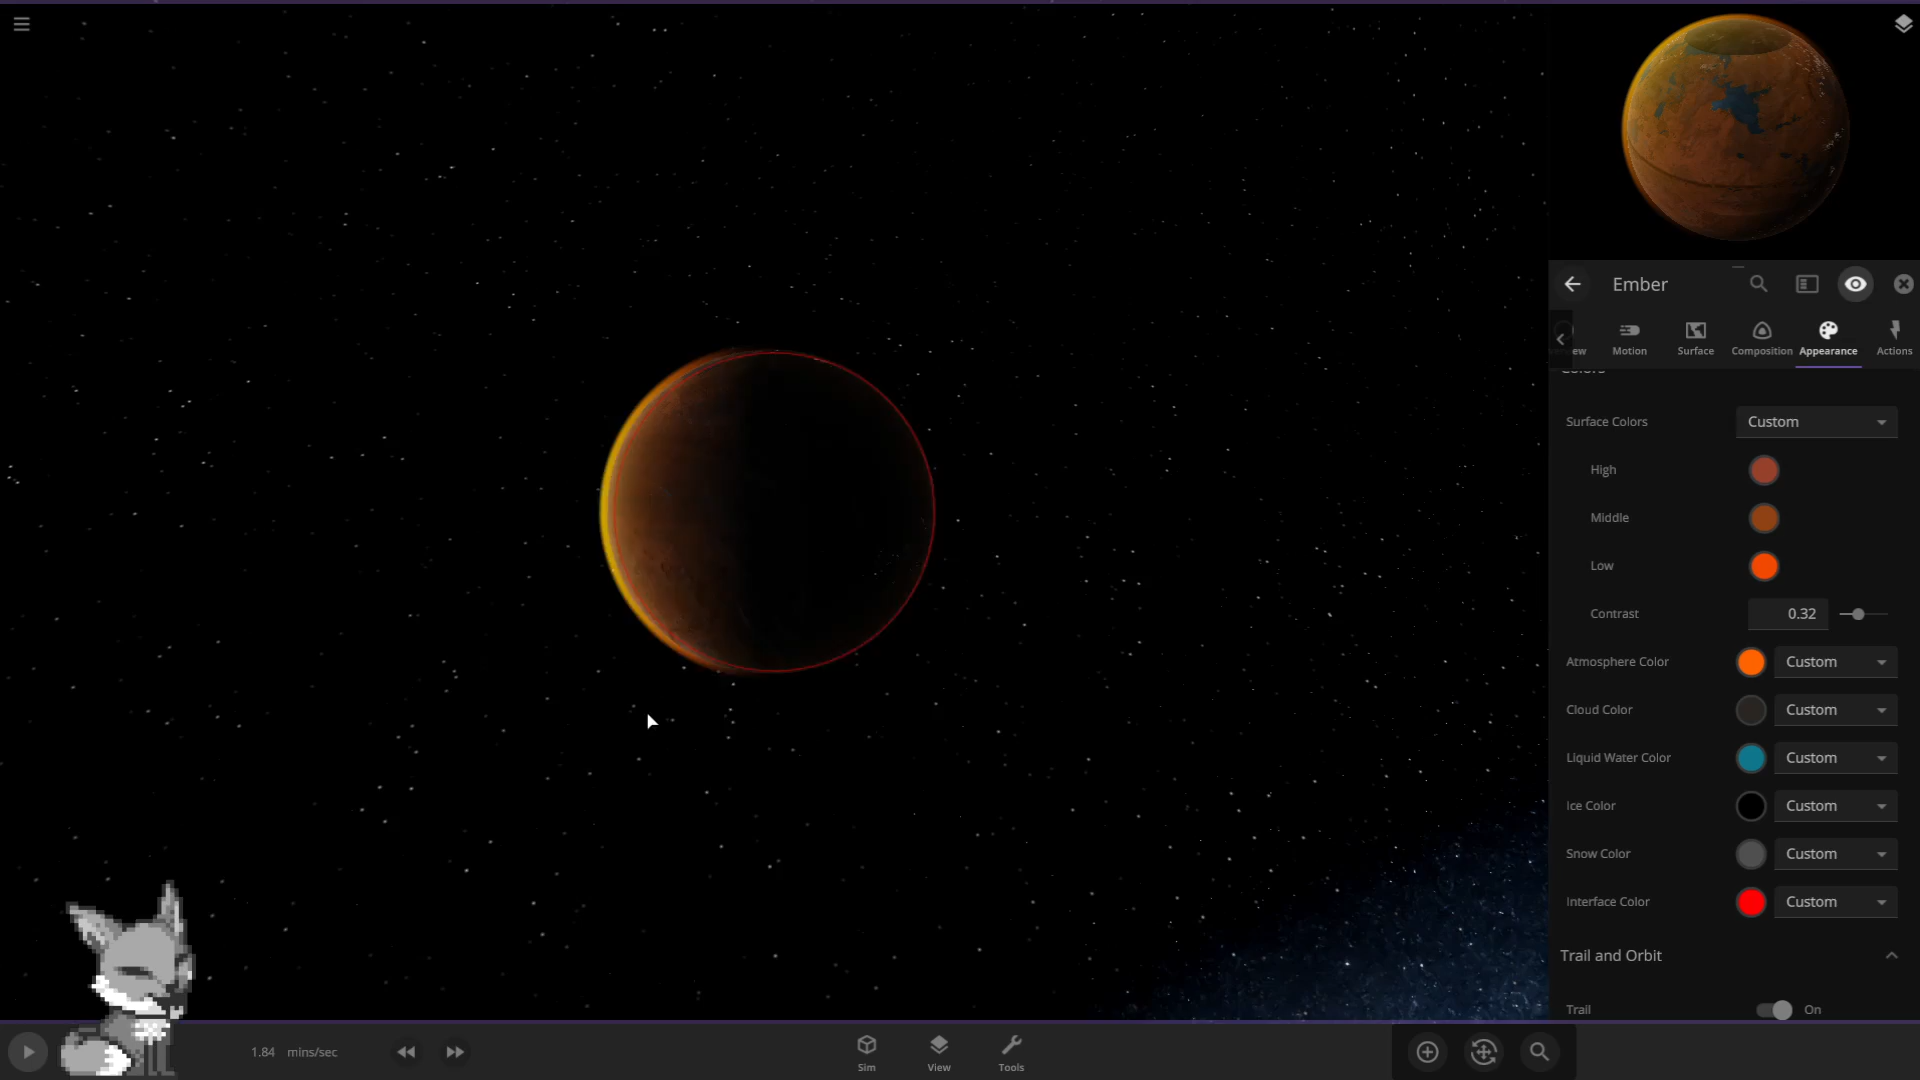 Ember
Motion
Surface
Composition
Appearance
Actions
Surface Colors
Custom
High
Middle
Low
Contrast
0.32
Atmosphere Color
Custom
Cloud Color
Custom
Liquid Water Color
Custom
Ice Color
Custom
Snow Color
Custom
Interface Color
Custom
Trail and Orbit
Trail
On
1.84 mins/sec
Sim
View
Tools